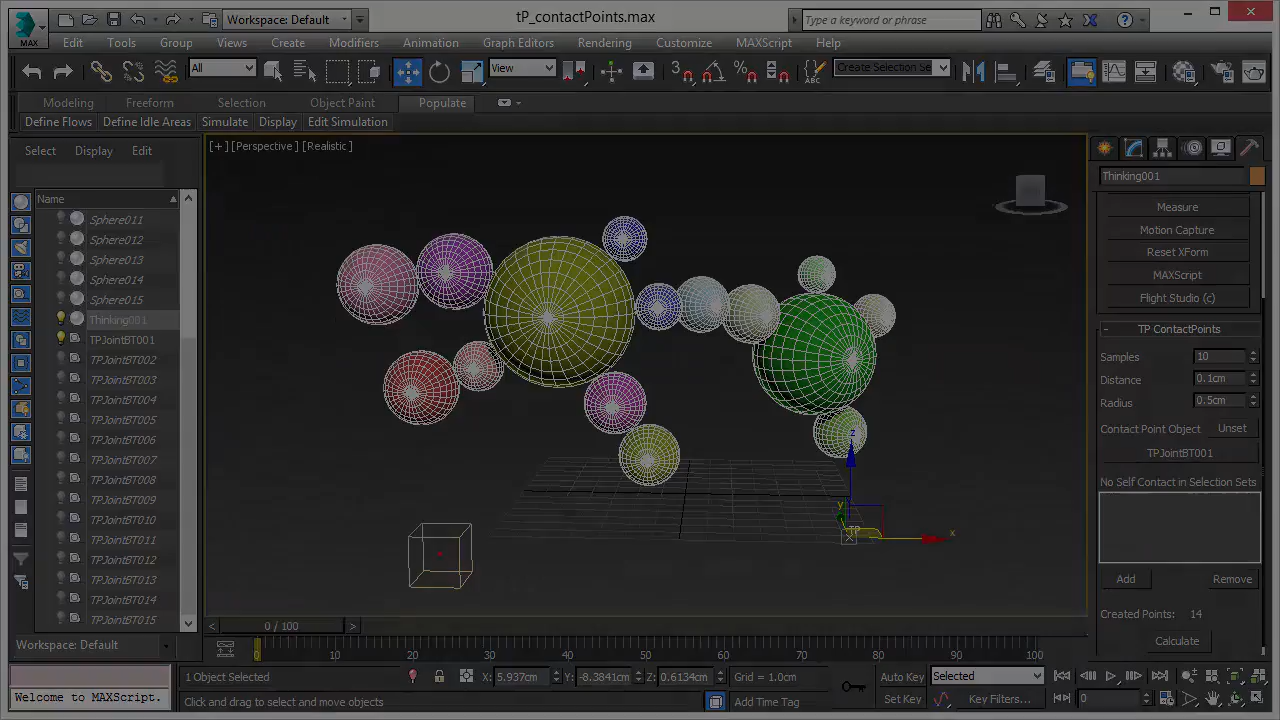 Workspace: Default
tP_contactPoints.max
Type a keyword or phrase
MAX
Edit Tools Group Views Create Modifiers Animation Graph Editors Rendering Customize MAXScript Help
All
View
Create Selection Se
Modeling Freeform Selection Object Paint Populate
Define Flows Define Idle Areas Simulate Display Edit Simulation
Select Display Edit
[+] [Perspective] [Realistic]
Name
Sphere011
Sphere012
Sphere013
Sphere014
Sphere015
Thinking001
TPJointBT001
TPJointBT002
TPJointBT003
TPJointBT004
TPJointBT005
TPJointBT006
TPJointBT007
TPJointBT008
TPJointBT009
TPJointBT010
TPJointBT011
TPJointBT012
TPJointBT013
TPJointBT014
TPJointBT015
z
y
x
TP
Thinking001
Measure
Motion Capture
Reset XForm
MAXScript
Flight Studio (c)
- TP ContactPoints
Samples 10
Distance 0.1cm
Radius 0.5cm
Contact Point Object Unset
TPJointBT001
No Self Contact in Selection Sets
Add Remove
Created Points: 14
Calculate
Workspace: Default
< 0 / 100 >
0 10 20 30 40 50 60 70 80 90 100
1 Object Selected
Y: -8.3841cm Z: 0.6134cm Grid = 1.0cm
Auto Key Selected
Welcome to MAXScript.
Click and drag to select and move objects
Add Time Tag
Set Key Key Filters...
0